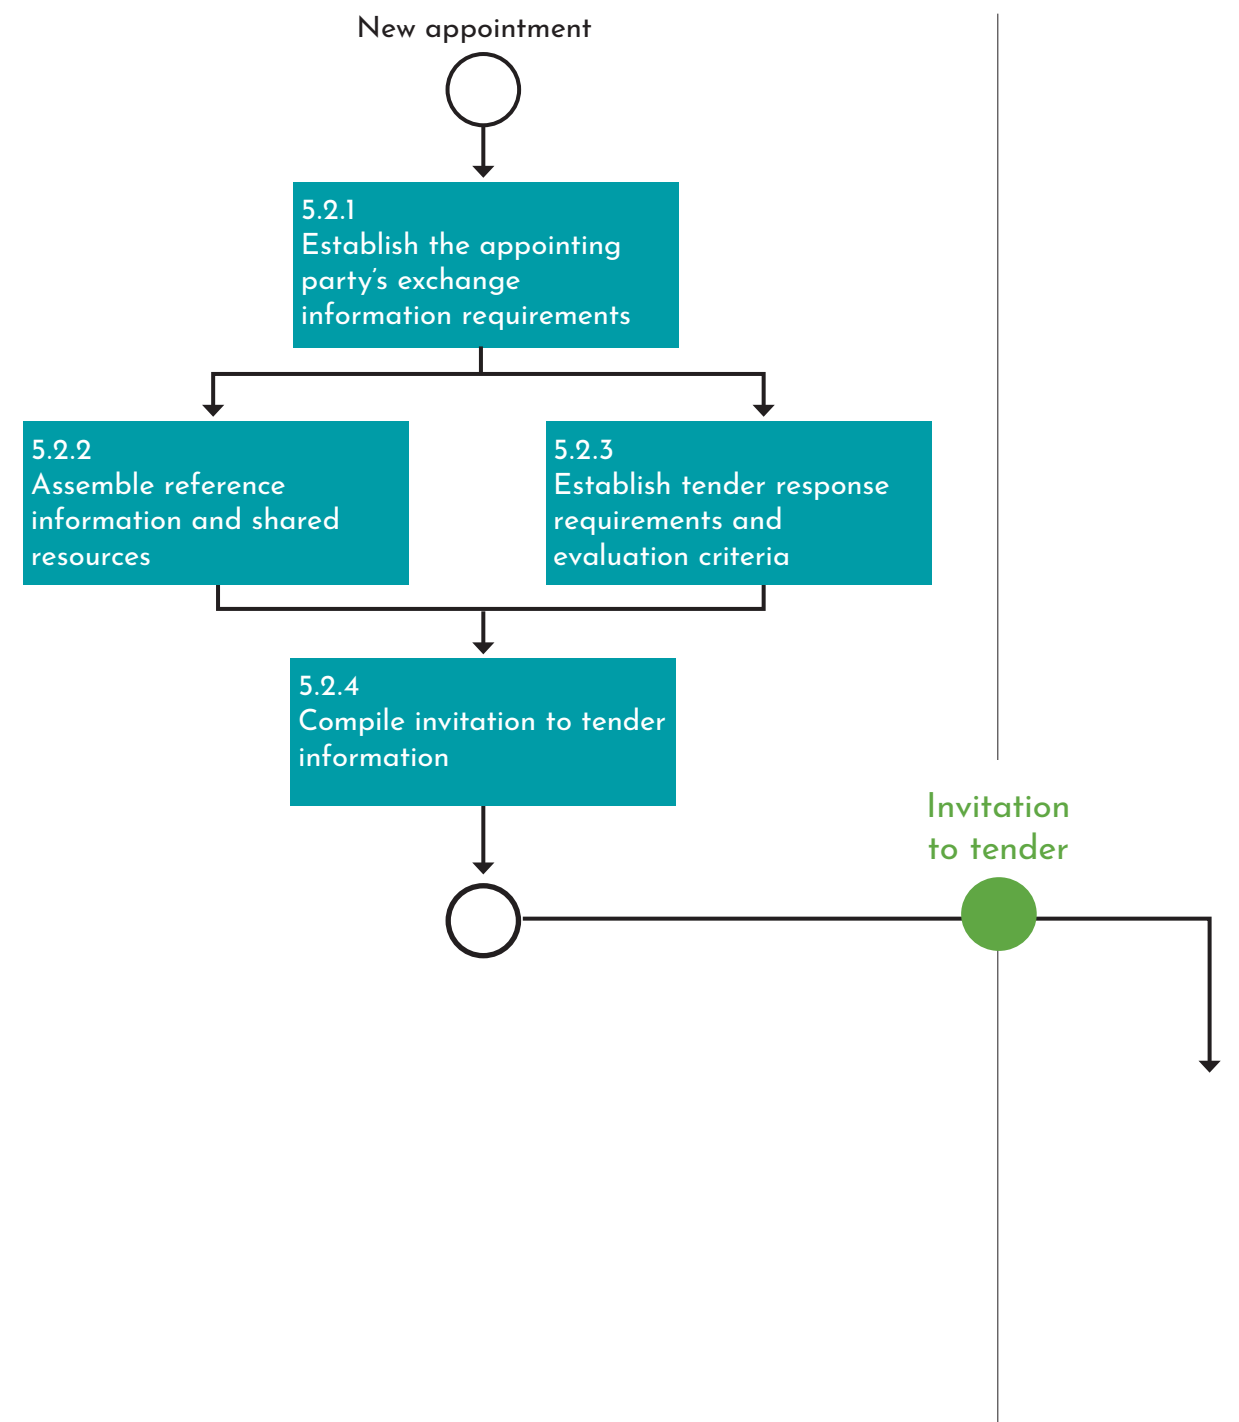 New appointment
5.2.1
Establish the appointing
party's exchange
information requirements
5.2.2
Assemble reference
information and shared
resources
5.2.3
Establish tender response
requirements and
evaluation criteria
5.2.4
Compile invitation to tender
information
Invitation
to tender